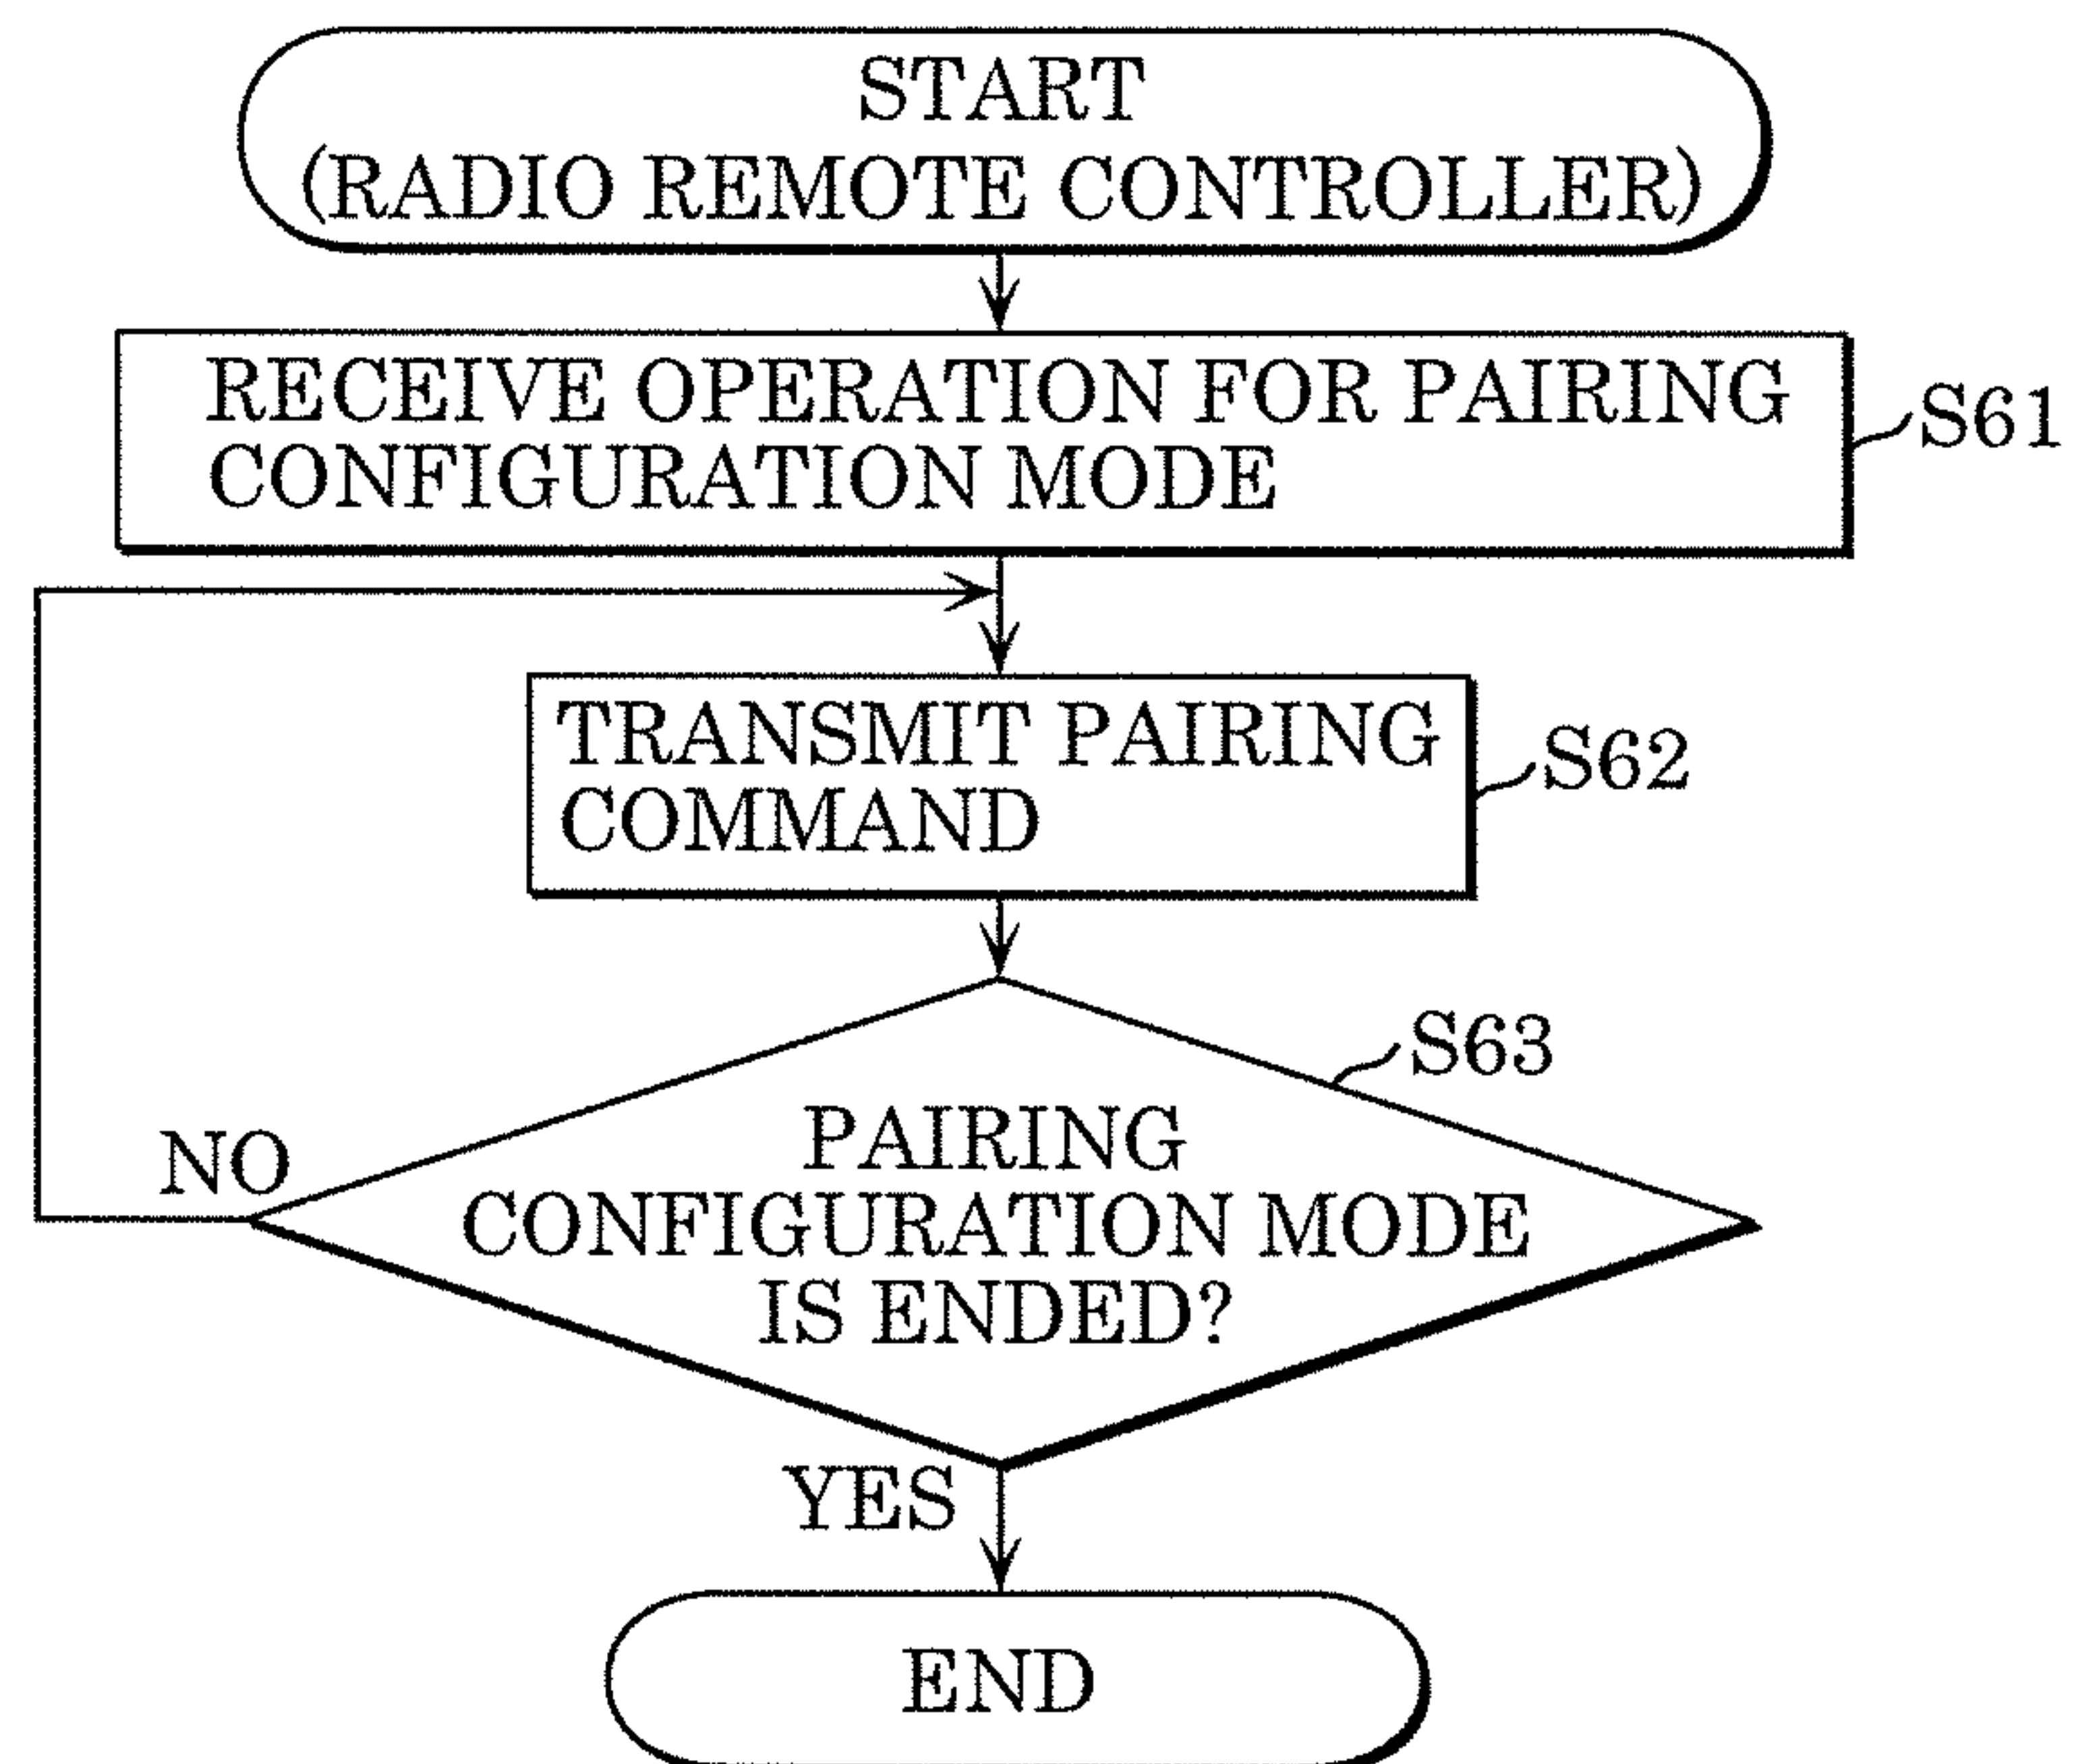 START
(RADIO REMOTE CONTROLLER)
RECEIVE OPERATION FOR PAIRING
CONFIGURATION MODE
S61
TRANSMIT PAIRING
COMMAND
S62
S63
PAIRING
CONFIGURATION MODE
IS ENDED?
NO
YES
END